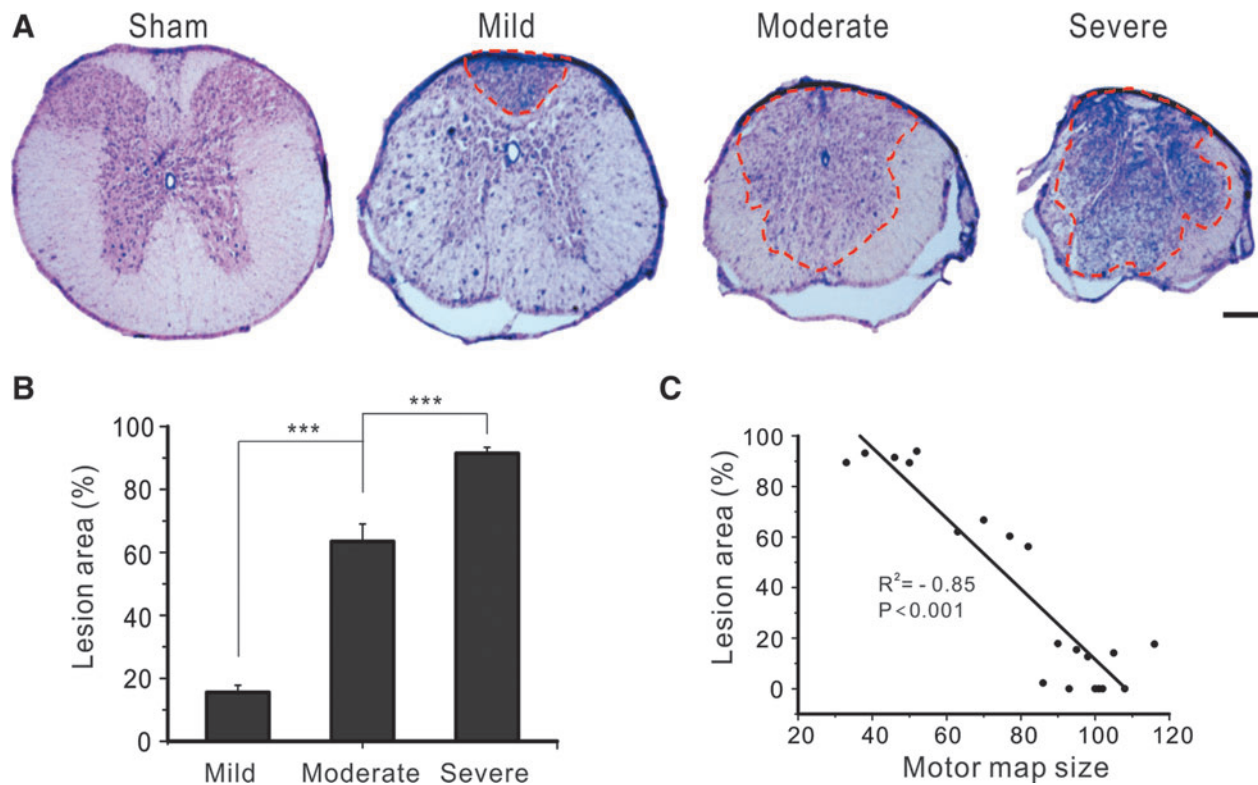 A
Sham
Mild
Moderate
Severe
B
***
***
100
80
60
40
20
0
Lesion area (%)
Mild
Moderate
Severe
C
100
80
60
40
20
0
Lesion area (%)
R²= - 0.85
P<0.001
20
40
60
80
100
120
Motor map size